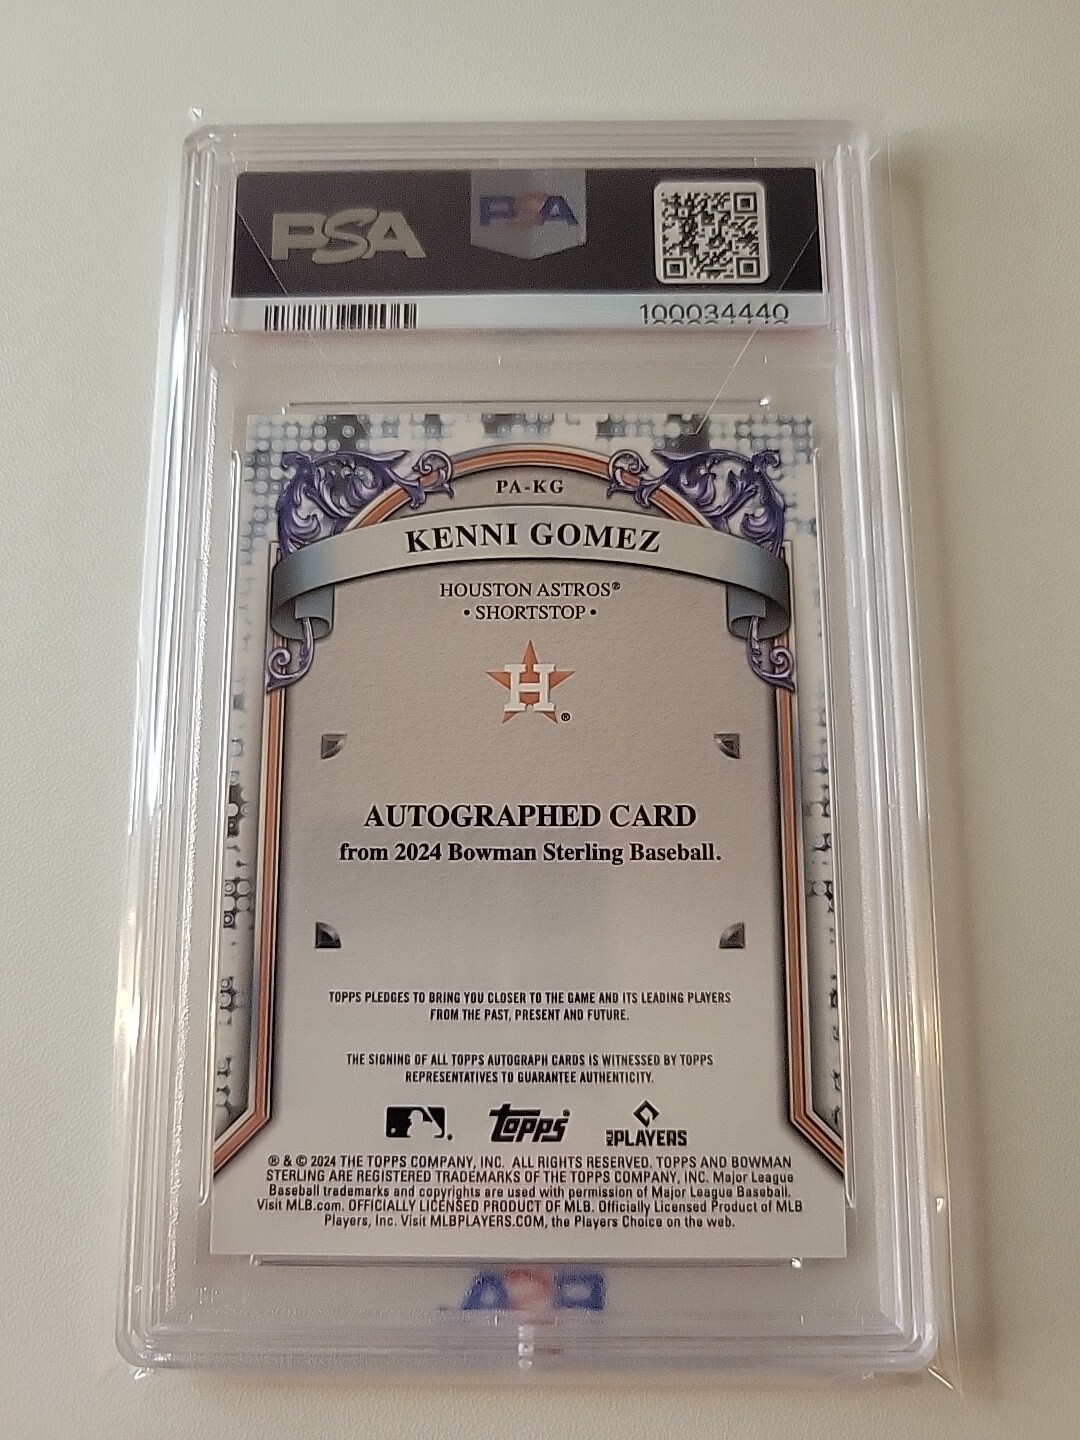 PSA
PSA
100034440
PA-KG
KENNI GOMEZ
HOUSTON ASTROS®
• SHORTSTOP •
H®
AUTOGRAPHED CARD
from 2024 Bowman Sterling Baseball.
TOPPS PLEDGES TO BRING YOU CLOSER TO THE GAME AND ITS LEADING PLAYERS
FROM THE PAST, PRESENT AND FUTURE.
THE SIGNING OF ALL TOPPS AUTOGRAPH CARDS IS WITNESSED BY TOPPS
REPRESENTATIVES TO GUARANTEE AUTHENTICITY.
topps® MLB PLAYERS
® & © 2024 THE TOPPS COMPANY, INC. ALL RIGHTS RESERVED. TOPPS AND BOWMAN
STERLING ARE REGISTERED TRADEMARKS OF THE TOPPS COMPANY, INC. Major League
Baseball trademarks and copyrights are used with permission of Major League Baseball.
Visit MLB.com. OFFICIALLY LICENSED PRODUCT OF MLB. Officially Licensed Product of MLB
Players, Inc. Visit MLBPLAYERS.COM, the Players Choice on the web.
PSA